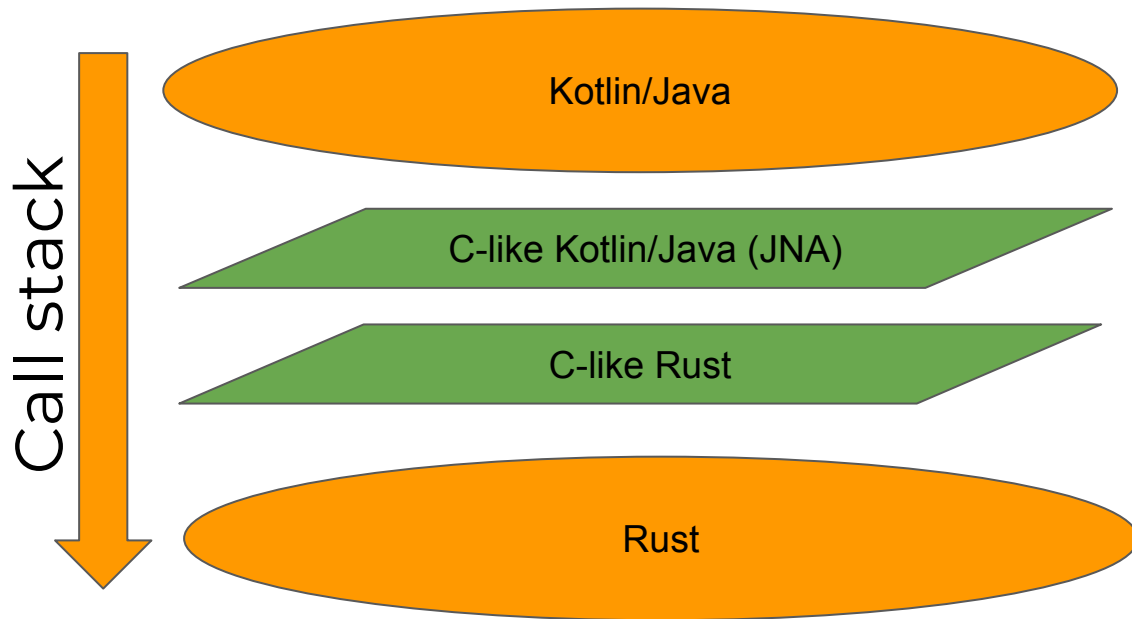 Call stack
Kotlin/Java
C-like Kotlin/Java (JNA)
C-like Rust
Rust